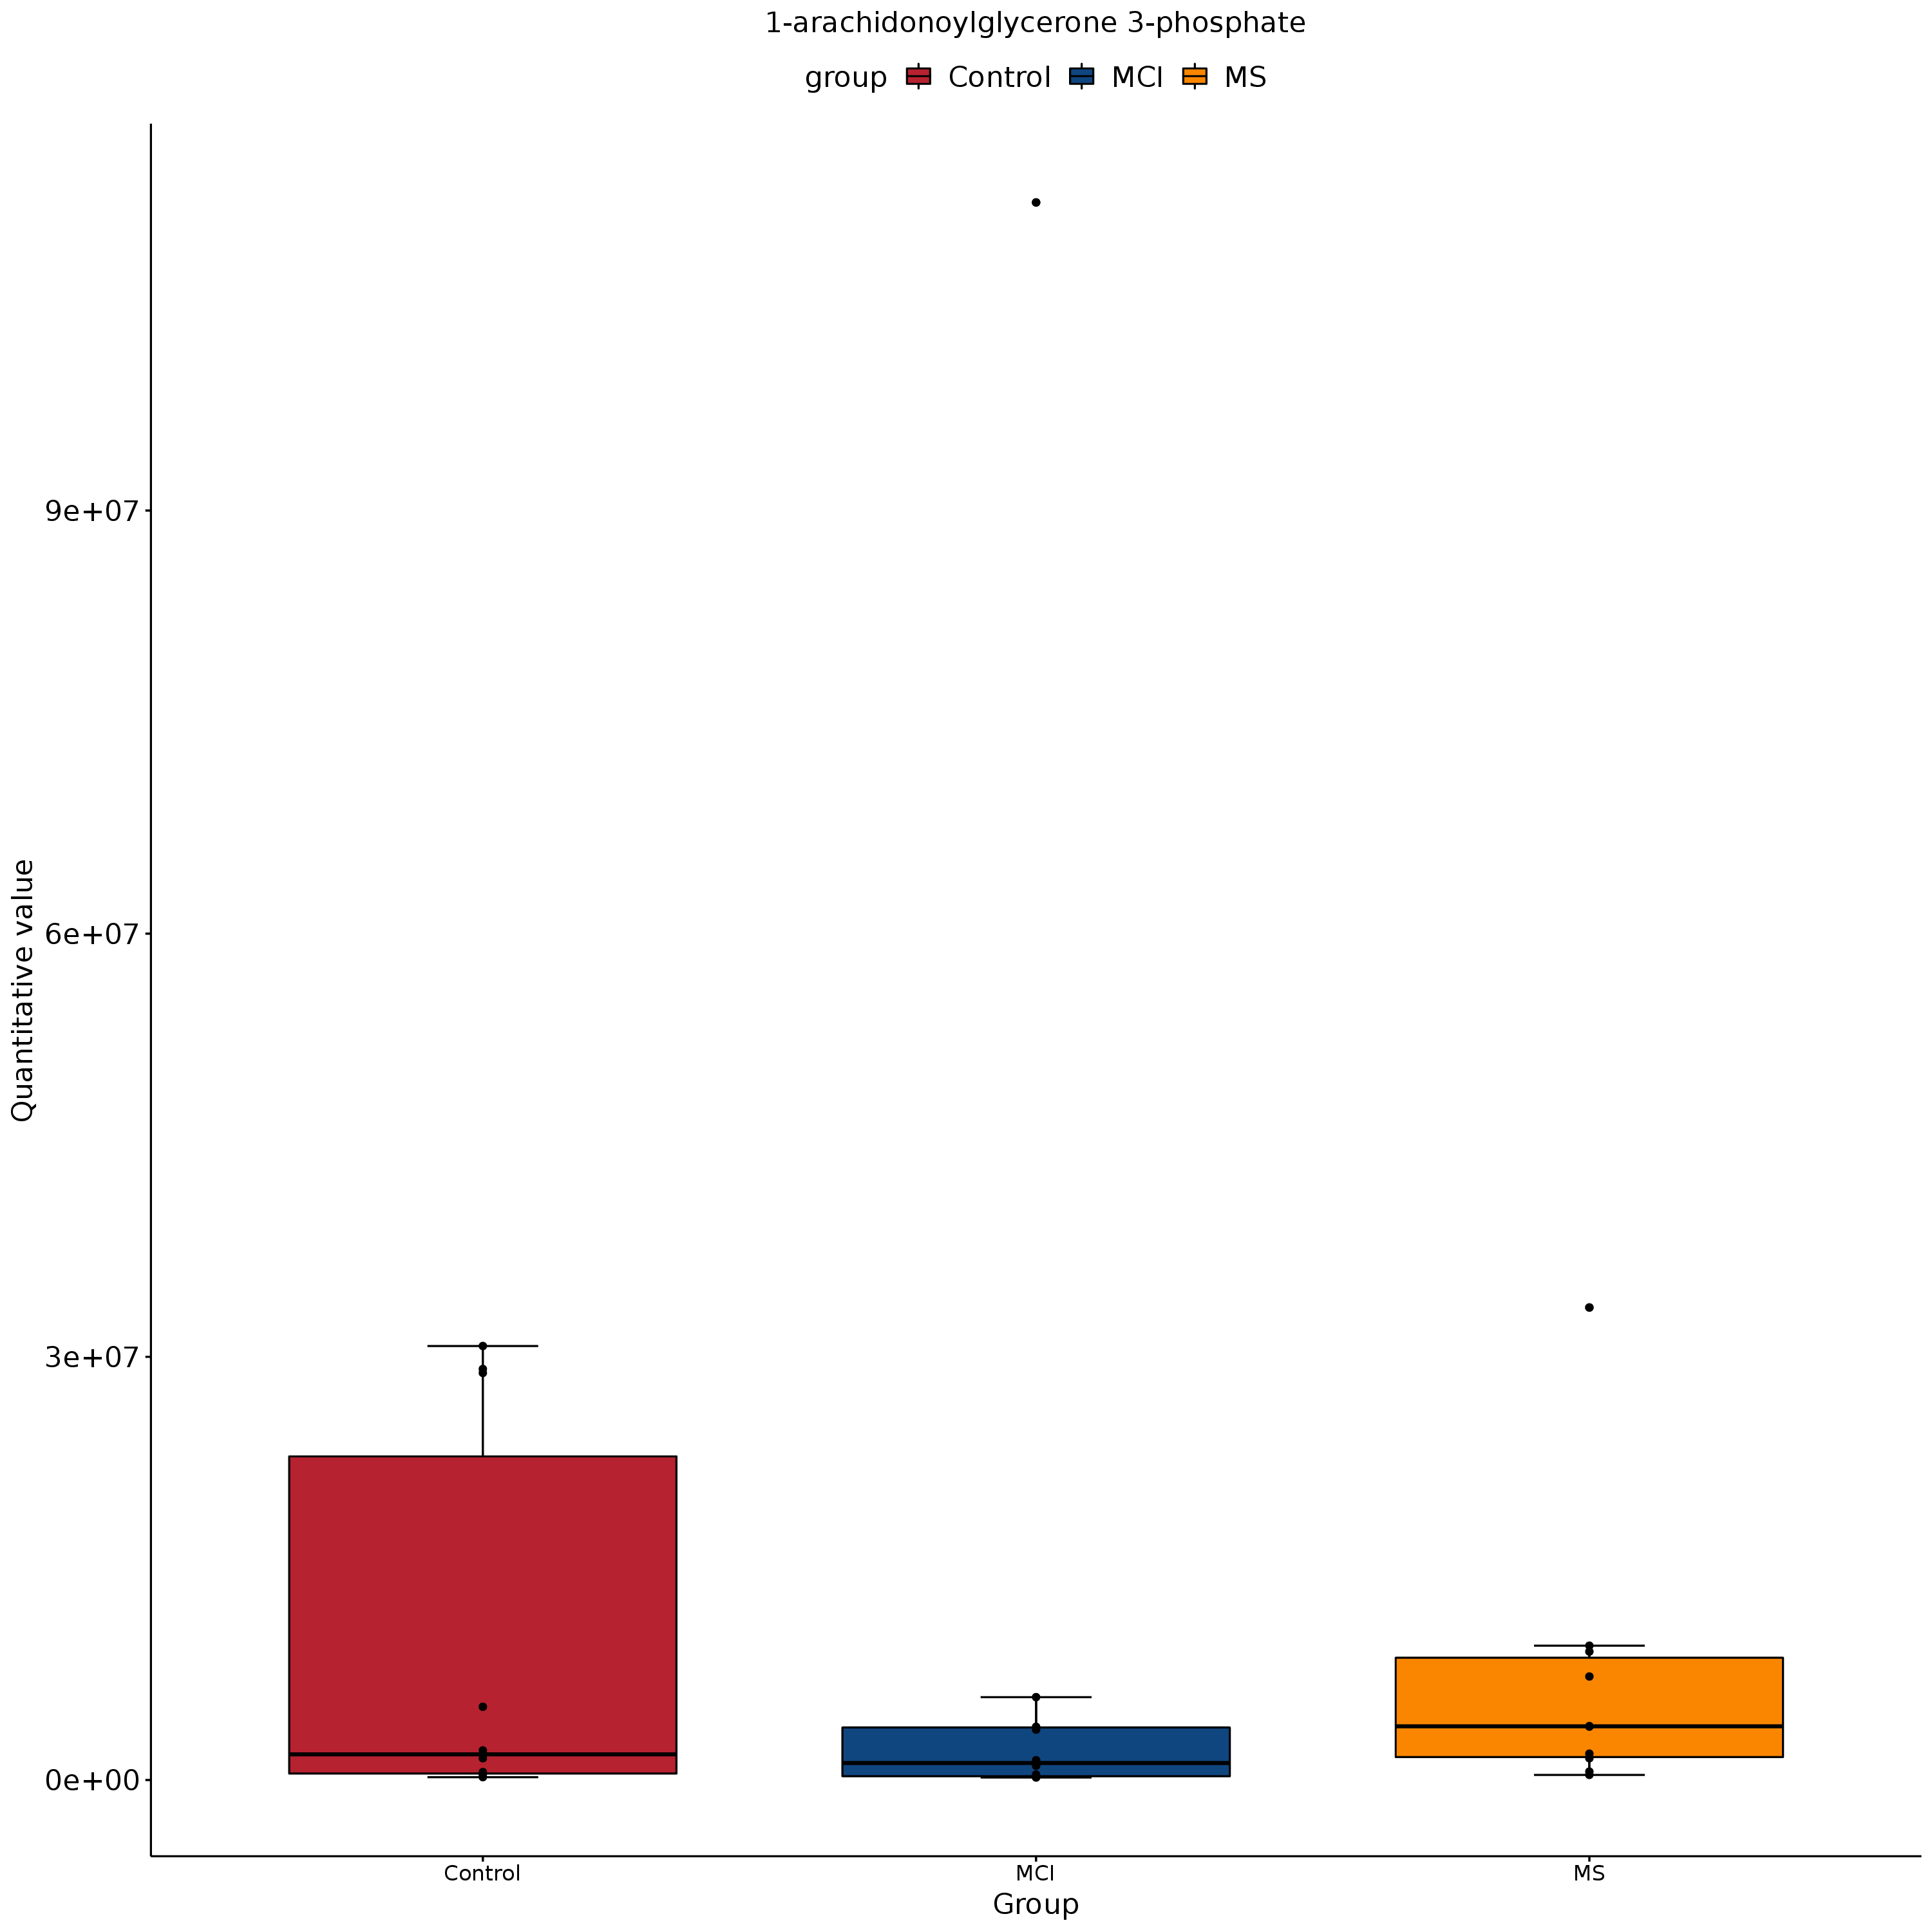 1-arachidonoylglycerone 3-phosphate
group Control MCI MS
Quantitative value
9e+07
6e+07
3e+07
0e+00
Control MCI MS
Group